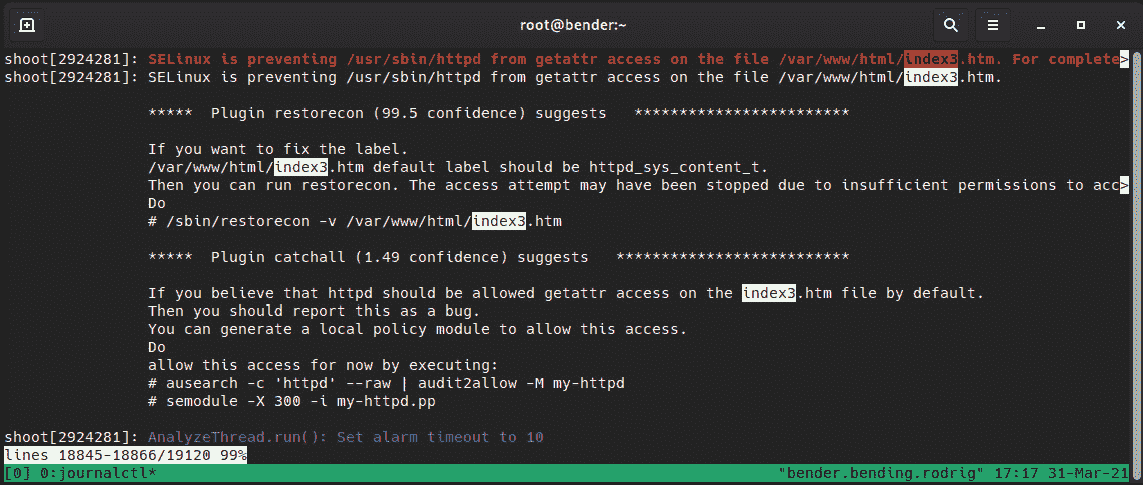 root@bender:~
shoot[2924281]: SELinux is preventing /usr/sbin/httpd from getattr access on the file /var/www/html/index3.htm. For complete>
shoot[2924281]: SELinux is preventing /usr/sbin/httpd from getattr access on the file /var/www/html/index3.htm.
***** Plugin restorecon (99.5 confidence) suggests ************************
If you want to fix the label.
/var/www/html/index3.htm default label should be httpd_sys_content_t.
Then you can run restorecon. The access attempt may have been stopped due to insufficient permissions to acc>
Do
# /sbin/restorecon -v /var/www/html/index3.htm
***** Plugin catchall (1.49 confidence) suggests **************************
If you believe that httpd should be allowed getattr access on the index3.htm file by default.
Then you should report this as a bug.
You can generate a local policy module to allow this access.
Do
allow this access for now by executing:
# ausearch -c 'httpd' --raw | audit2allow -M my-httpd
# semodule -X 300 -i my-httpd.pp
shoot[2924281]: AnalyzeThread.run(): Set alarm timeout to 10
lines 18845-18866/19120 99%
[0] 0:journalctl* "bender.bending.rodrig" 17:17 31-Mar-21